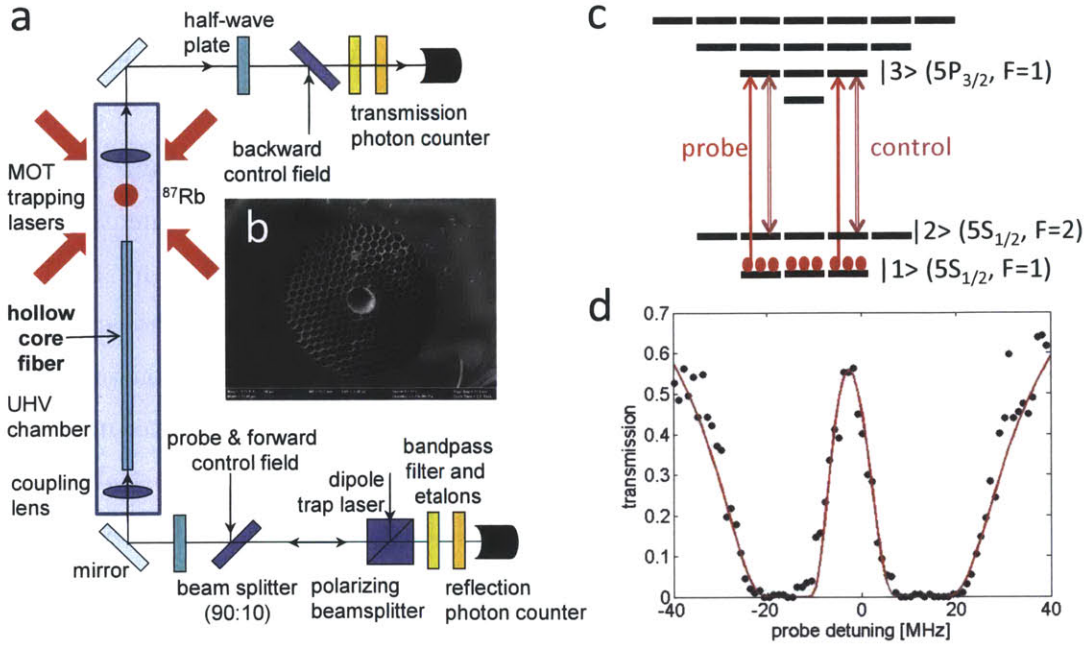 a
half-wave
plate
transmission
photon counter
backward
control field
MOT
trapping
lasers
⁸⁷Rb
b
hollow
core
fiber
UHV
chamber
coupling
lens
mirror
probe & forward
control field
beam splitter
(90:10)
dipole
trap laser
polarizing
beamsplitter
bandpass
filter and
etalons
reflection
photon counter
c
|3> (5P₃/₂, F=1)
probe
control
|2> (5S₁/₂, F=2)
|1> (5S₁/₂, F=1)
d
transmission
0.7
0.6
0.5
0.4
0.3
0.2
0.1
0
-40
-20
0
20
40
probe detuning [MHz]